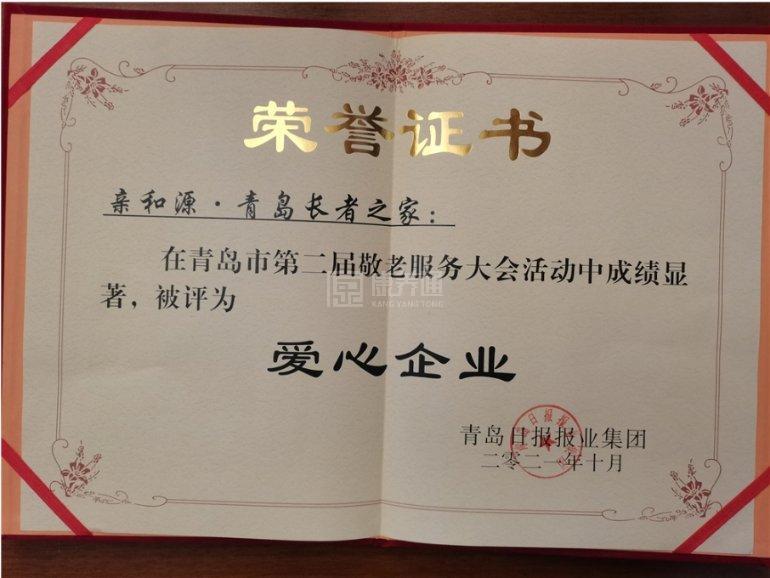 荣誉证书
亲和源·青岛长者之家：
在青岛市第二届敬老服务大会活动中成绩显
著，被评为
康养通
KANG YANG TONG
爱心企业
青岛日报报业集团
二零二一年十月